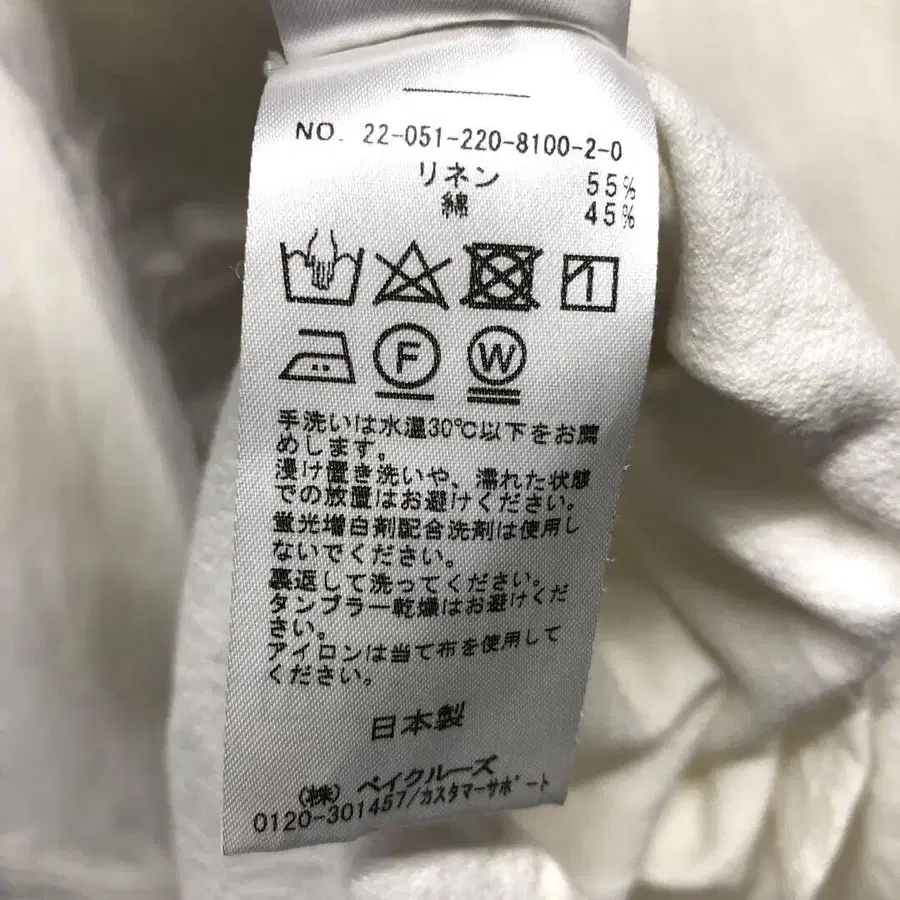 NO. 22-051-220-8100-2-0
リネン 55%
綿 45%
F W
手洗いは水温30℃以下をお薦
めします。
浸け置き洗いや、濡れた状態
での放置はお避けください。
蛍光増白剤配合洗剤は使用し
ないでください。
裏返して洗ってください。
タンブラー乾燥はお避けくだ
さい。
アイロンは当て布を使用して
ください。
日本製
(株) ベイクルーズ
0120-301457/カスタマーサポート